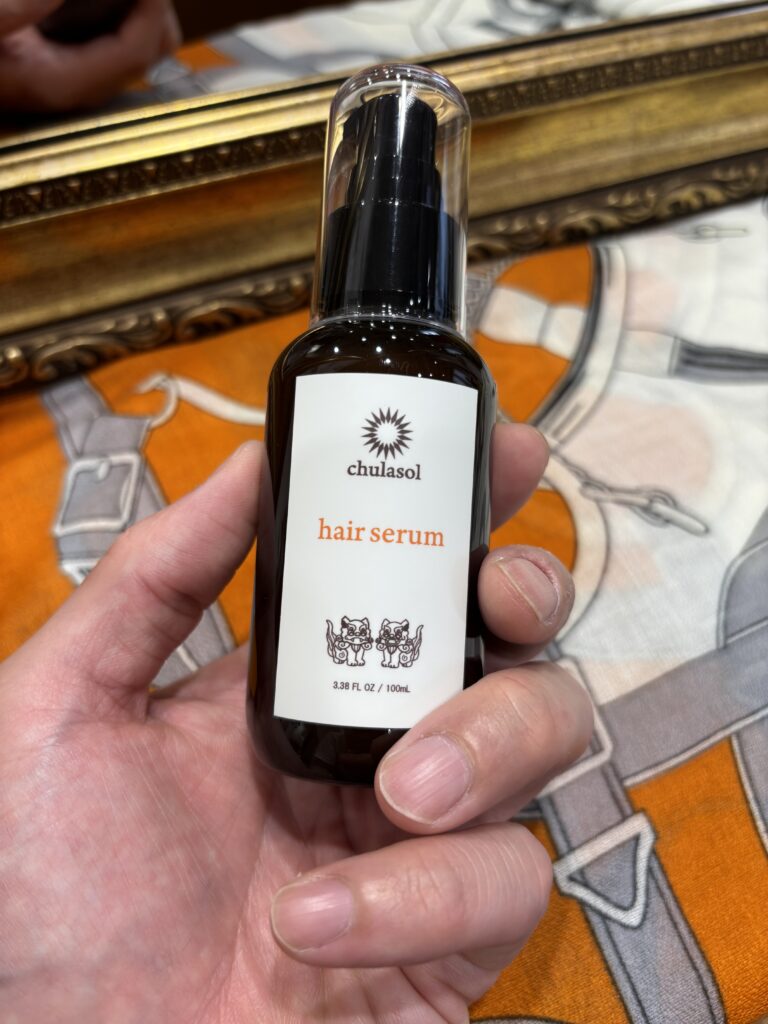 chulasol
hair serum
3.38 FL OZ / 100mL